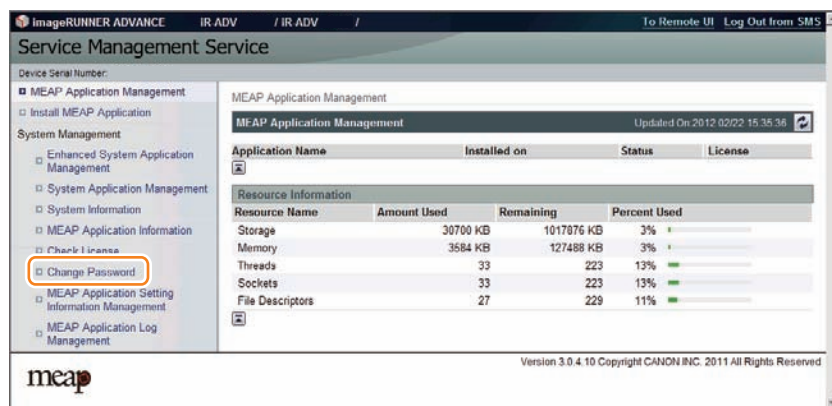 imageRUNNER ADVANCE IR-ADV / iR-ADV / To Remote UI Log Out from SMS
Service Management Service
Device Serial Number:
MEAP Application Management
Install MEAP Application
System Management
Enhanced System Application
Management
System Application Management
System Information
MEAP Application Information
Check License
Change Password
MEAP Application Setting
Information Management
MEAP Application Log
Management
MEAP Application Management
MEAP Application Management Updated On:2012 02/22 15:35:36
Application Name Installed on Status License
Resource Information
Resource Name Amount Used Remaining Percent Used
Storage 30700 KB 1017876 KB 3%
Memory 3584 KB 127488 KB 3%
Threads 33 223 13%
Sockets 33 223 13%
File Descriptors 27 229 11%
meap
Version 3.0.4.10 Copyright CANON INC. 2011 All Rights Reserved